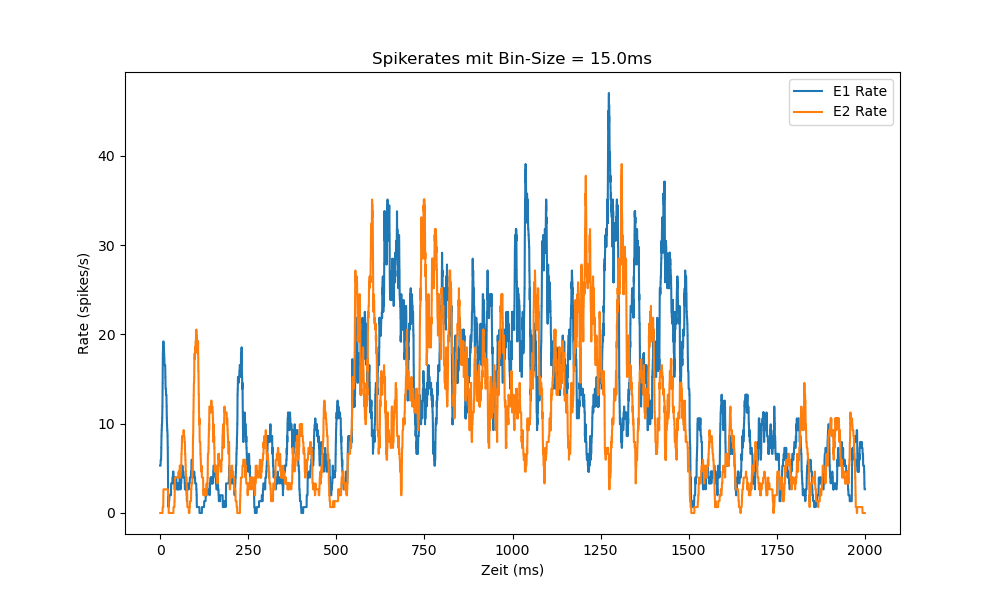 Spikerates mit Bin-Size = 15.0ms
E1 Rate
E2 Rate
Rate (spikes/s)
40
30
20
10
0
0 250 500 750 1000 1250 1500 1750 2000
Zeit (ms)